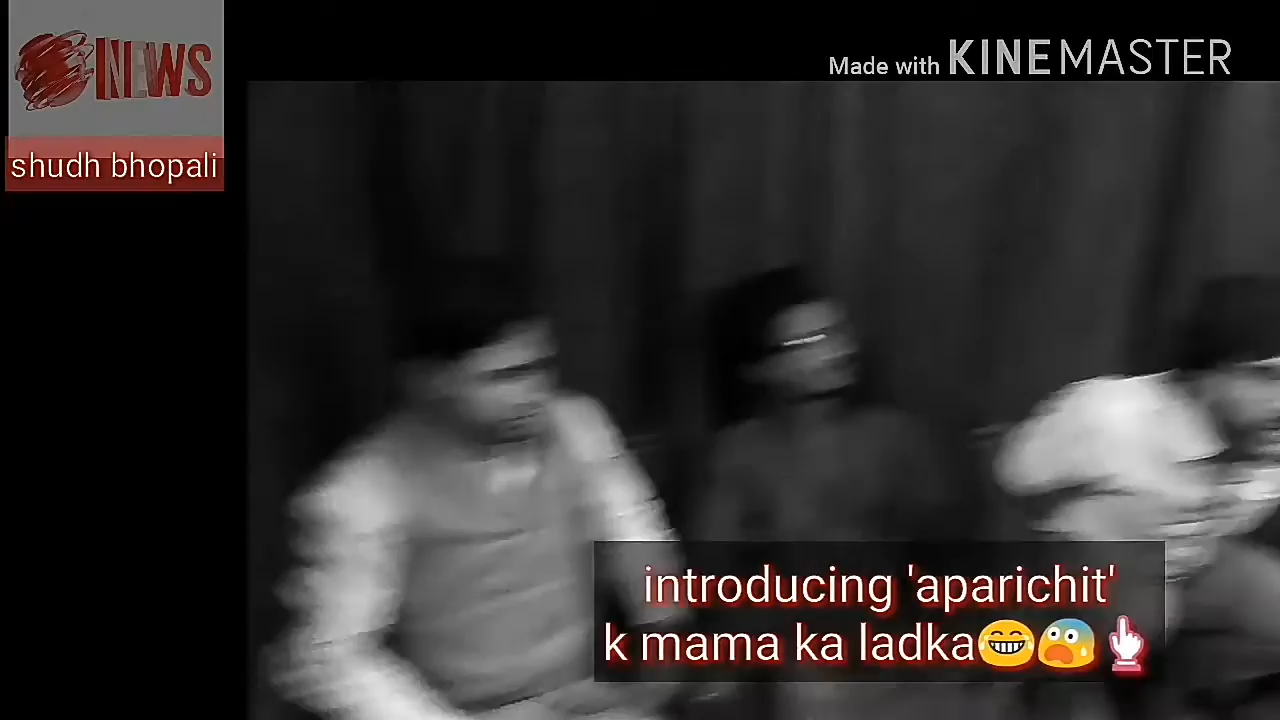 NEWS
Made with KINEMASTER
shudh bhopali
introducing 'aparichit'
k mama ka ladka😂😨👆